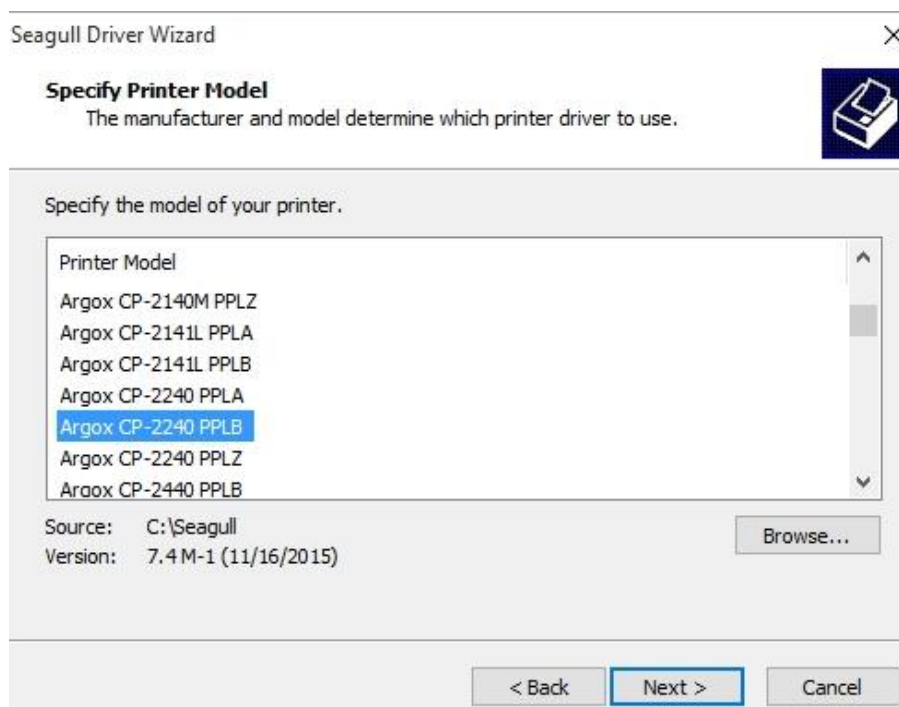 Seagull Driver Wizard
Specify Printer Model
The manufacturer and model determine which printer driver to use.
Specify the model of your printer.
Printer Model
Argox CP-2140M PPLZ
Argox CP-2141L PPLA
Argox CP-2141L PPLB
Argox CP-2240 PPLA
Argox CP-2240 PPLB
Argox CP-2240 PPLZ
Argox CP-2440 PPLB
Source: C:\Seagull
Browse...
Version: 7.4 M-1 (11/16/2015)
< Back Next > Cancel